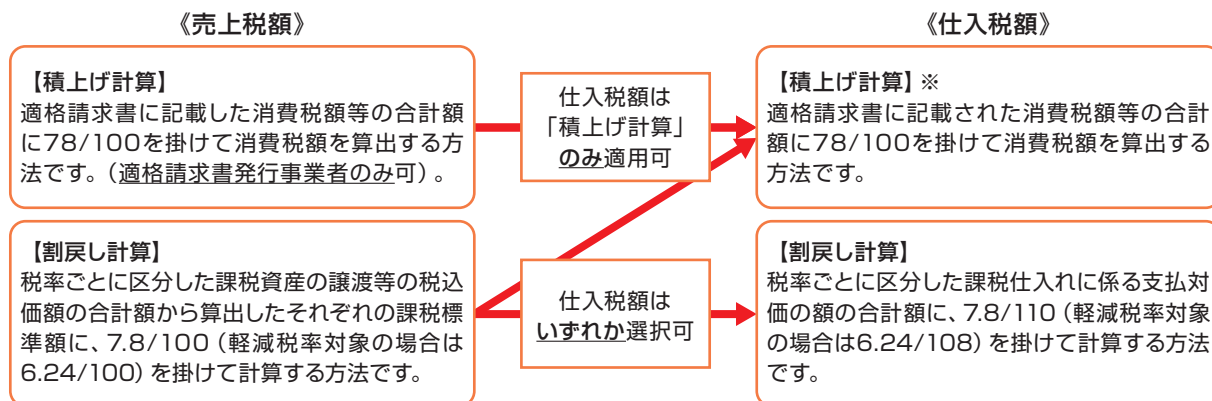 《売上税額》
《仕入税額》
【積上げ計算】
適格請求書に記載した消費税額等の合計額
に78/100を掛けて消費税額を算出する方
法です。（適格請求書発行事業者のみ可）。
仕入税額は
「積上げ計算」
のみ適用可
【積上げ計算】※
適格請求書に記載された消費税額等の合計
額に78/100を掛けて消費税額を算出する
方法です。
【割戻し計算】
税率ごとに区分した課税資産の譲渡等の税込
価額の合計額から算出したそれぞれの課税標
準額に、7.8/100（軽減税率対象の場合は
6.24/100）を掛けて計算する方法です。
仕入税額は
いずれか選択可
【割戻し計算】
税率ごとに区分した課税仕入れに係る支払対
価の額の合計額に、7.8/110（軽減税率対象
の場合は6.24/108）を掛けて計算する方法
です。